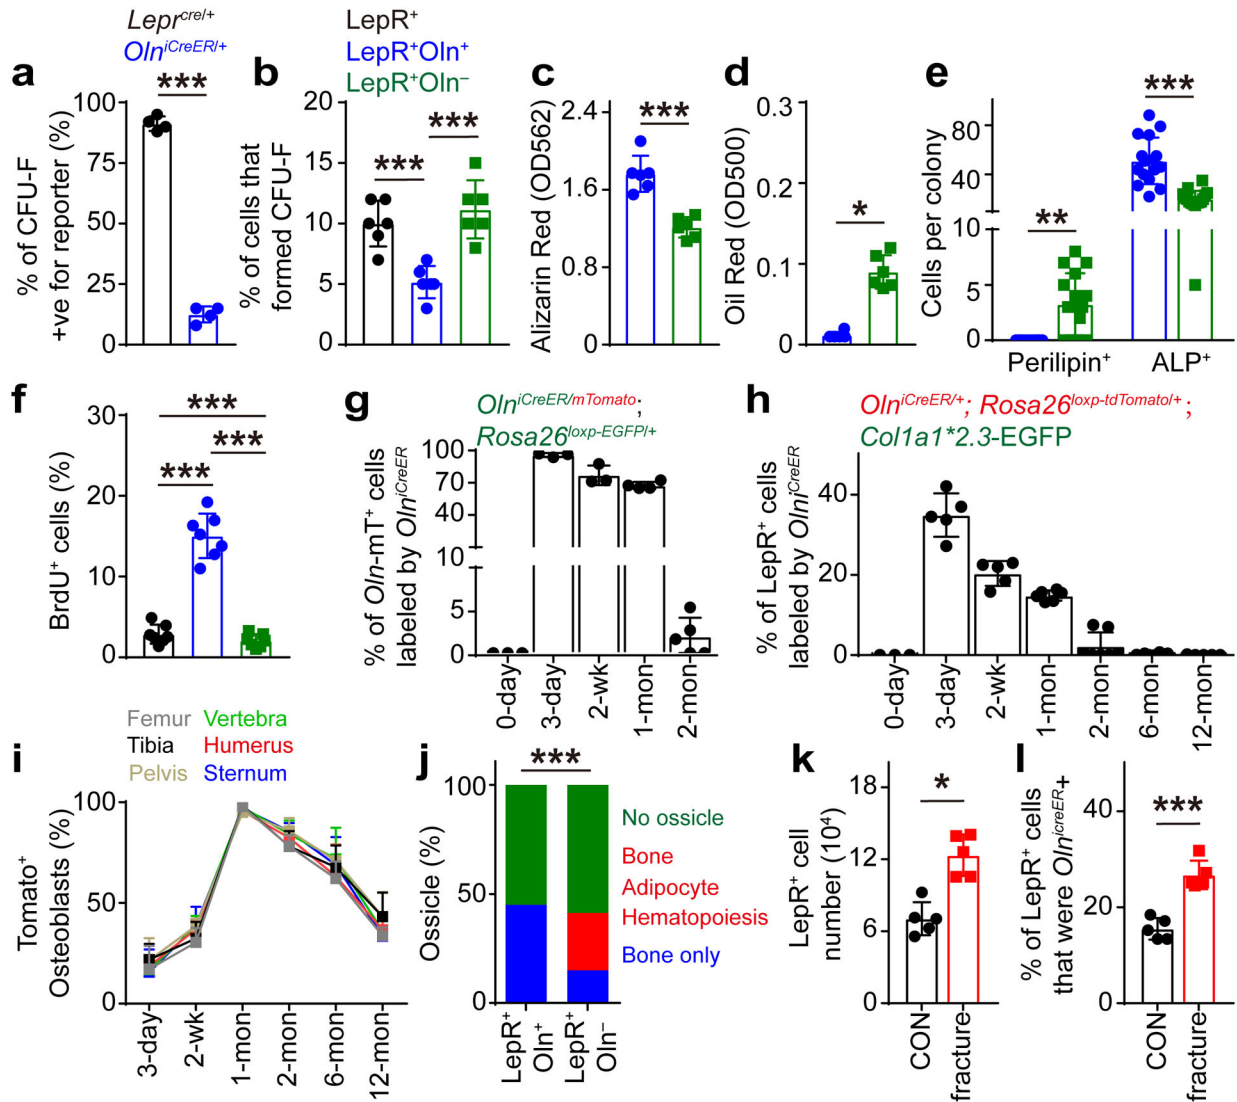 Lepr^cre/+
Oln^iCreER/+
LepR⁺
LepR⁺Oln⁺
LepR⁺Oln⁻
a
% of CFU-F
+ve for reporter (%)
100
75
50
25
0
***
b
% of cells that
formed CFU-F
20
15
10
5
0
***
***
c
Alizarin Red (OD562)
2.4
1.6
0.8
0
***
d
Oil Red (OD500)
0.3
0.2
0.1
0
*
e
Cells per colony
80
40
10
5
0
**
***
Perilipin⁺
ALP⁺
f
BrdU⁺ cells (%)
30
20
10
0
***
***
***
g
Oln^iCreER/mTomato;
Rosa26^loxp-EGFP/+
% of Oln-mT⁺ cells
labeled by Oln^iCreER
100
70
40
10
5
0
0-day
3-day
2-wk
1-mon
2-mon
h
Oln^iCreER/+; Rosa26^loxp-tdTomato/+;
Col1a1*2.3-EGFP
% of LepR⁺ cells
labeled by Oln^iCreER
40
20
0
0-day
3-day
2-wk
1-mon
2-mon
6-mon
12-mon
i
Femur Vertebra
Tibia Humerus
Pelvis Sternum
Tomato⁺
Osteoblasts (%)
100
50
0
3-day
2-wk
1-mon
2-mon
6-mon
12-mon
j
Ossicle (%)
100
50
0
***
LepR⁺
Oln⁺
LepR⁺
Oln⁻
No ossicle
Bone
Adipocyte
Hematopoiesis
Bone only
k
LepR⁺ cell
number (10⁴)
18
12
6
0
*
CON
fracture
l
% of LepR⁺ cells
that were Oln^icreER+
40
20
0
***
CON
fracture